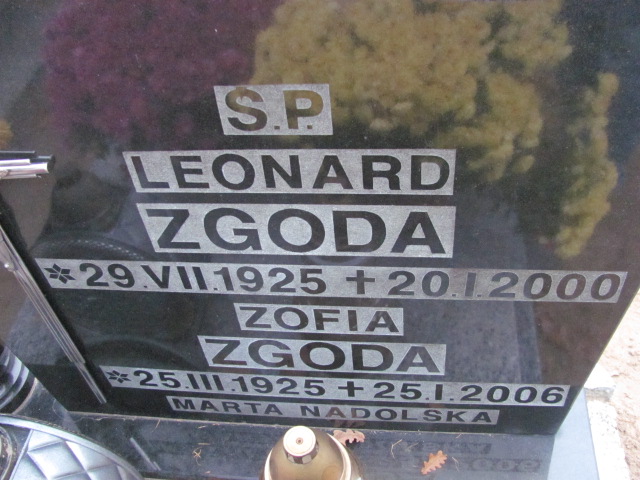 Ś.P.
LEONARD
ZGODA
* 29.VII.1925 + 20.I.2000
ZOFIA
ZGODA
* 25.III.1925 + 25.I.2006
MARTA NADOLSKA